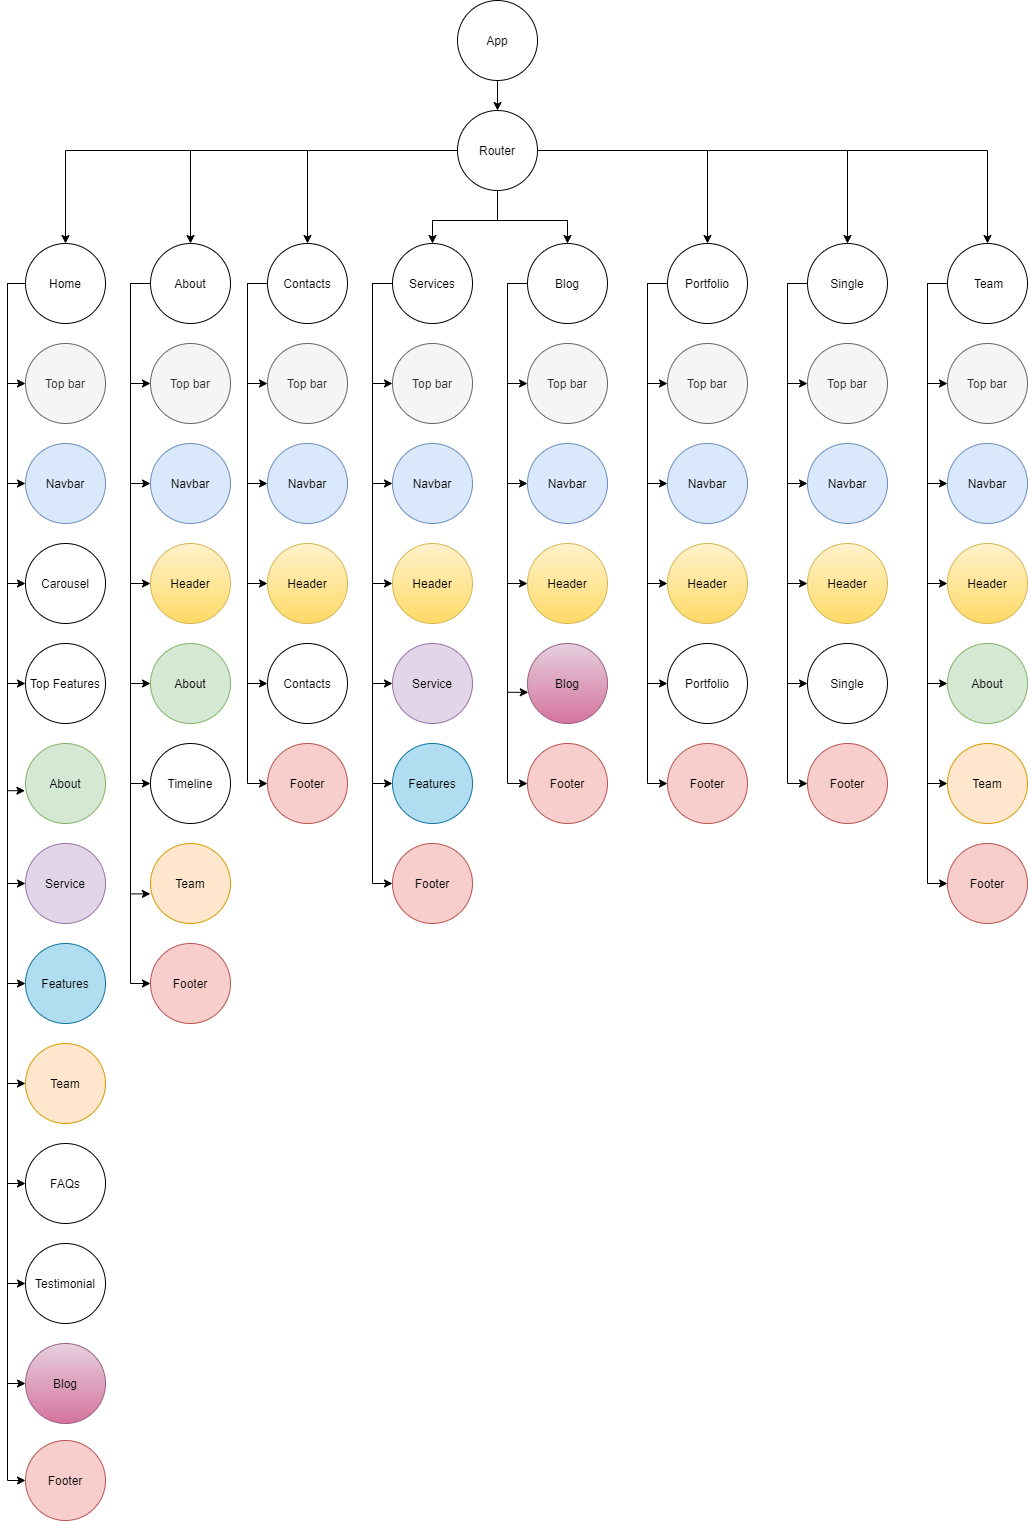 App
Router
Home
About
Contacts
Services
Blog
Portfolio
Single
Team
Top bar
Top bar
Top bar
Top bar
Top bar
Top bar
Top bar
Top bar
Navbar
Navbar
Navbar
Navbar
Navbar
Navbar
Navbar
Navbar
Carousel
Header
Header
Header
Header
Header
Header
Header
Top Features
About
Contacts
Service
Blog
Portfolio
Single
About
About
Timeline
Footer
Features
Footer
Footer
Footer
Team
Service
Team
Footer
Footer
Features
Footer
Team
FAQs
Testimonial
Blog
Footer